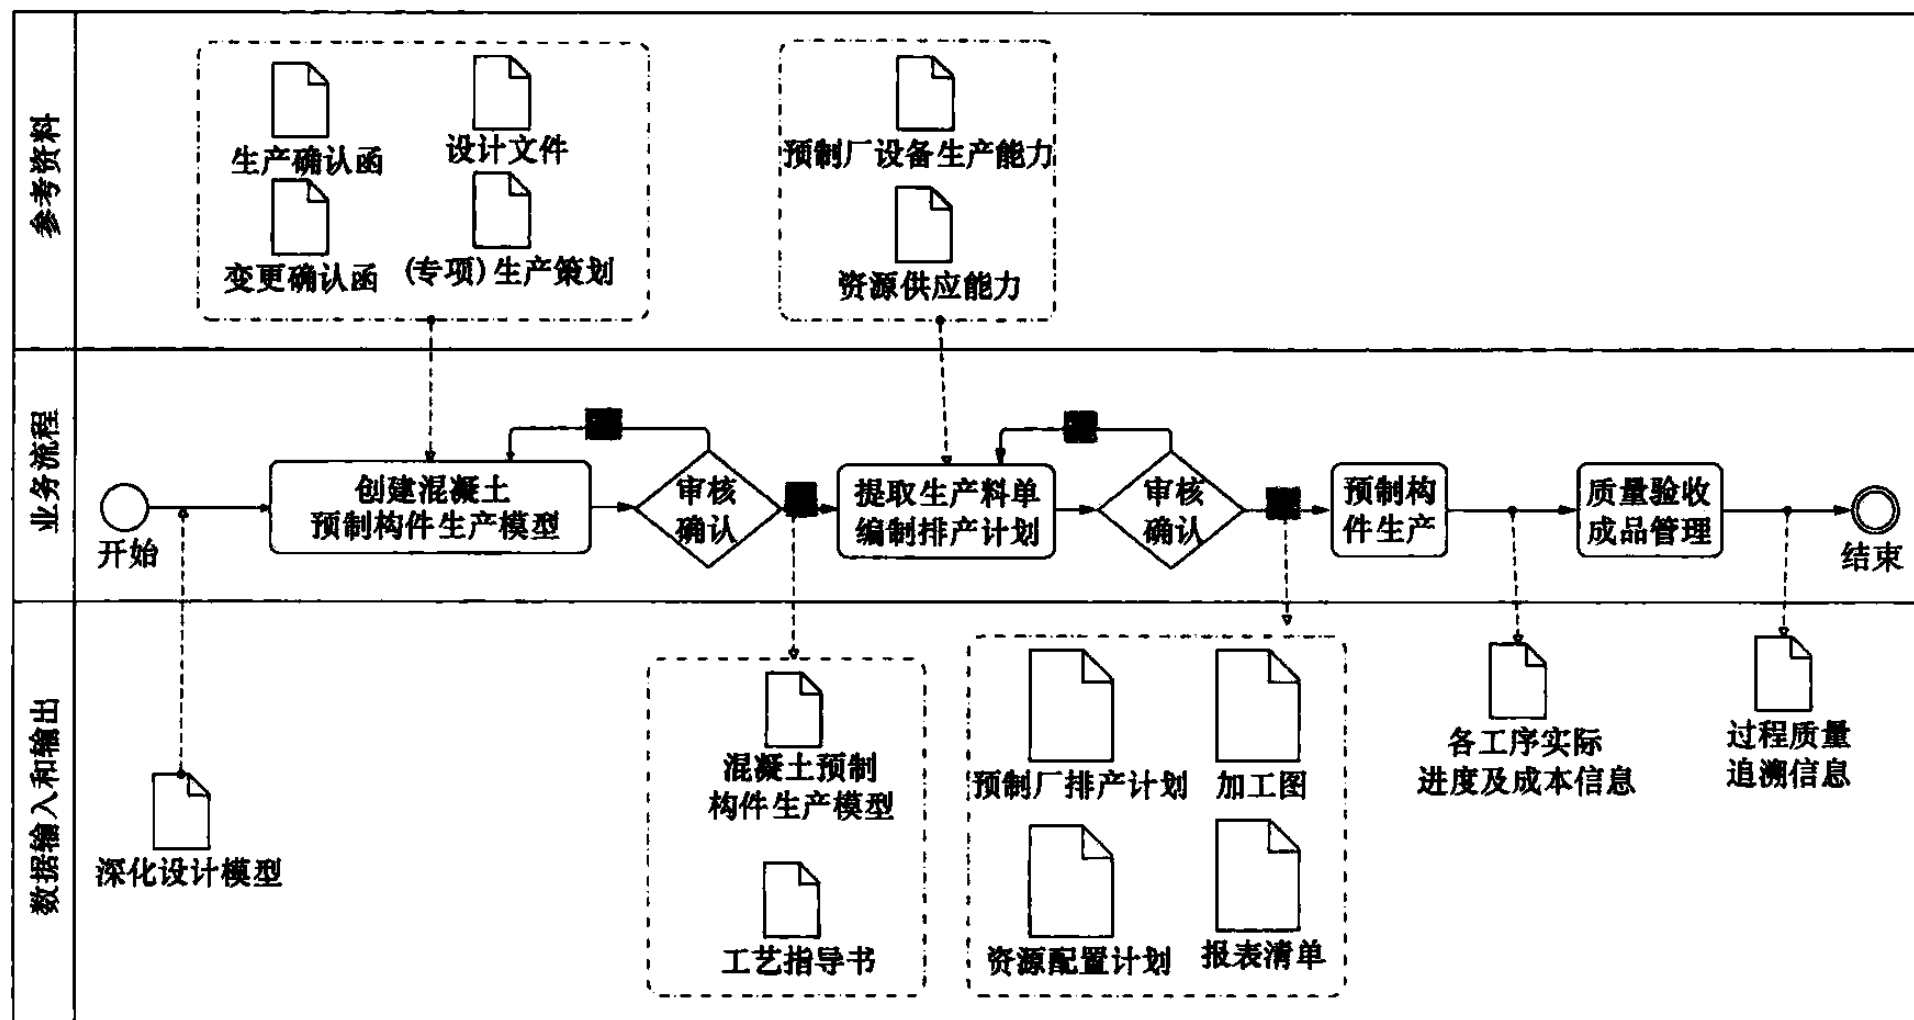 参考资料
生产确认函
设计文件
变更确认函
(专项)生产策划
预制厂设备生产能力
资源供应能力
业务流程
开始
创建混凝土
预制构件生产模型
审核
确认
提取生产料单
编制排产计划
审核
确认
预制构
件生产
质量验收
成品管理
结束
数据输入和输出
深化设计模型
混凝土预制
构件生产模型
工艺指导书
预制厂排产计划
加工图
资源配置计划
报表清单
各工序实际
进度及成本信息
过程质量
追溯信息